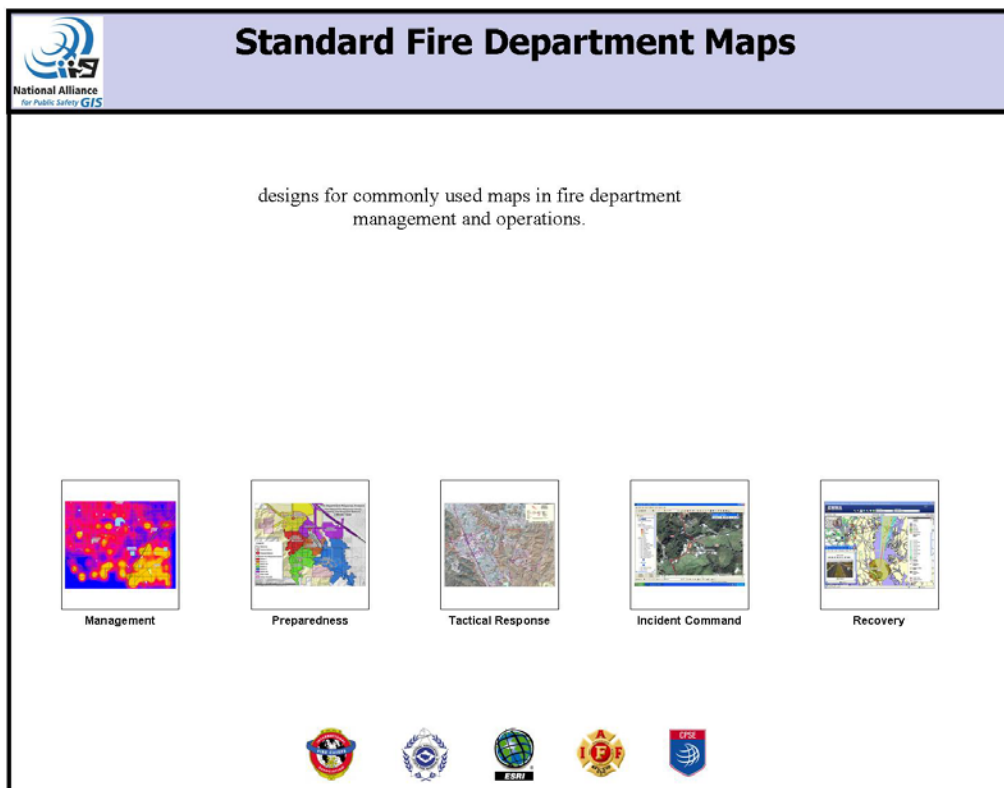 Standard Fire Department Maps
National Alliance
for Public Safety GIS
designs for commonly used maps in fire department
management and operations.
Management
Preparedness
Tactical Response
Incident Command
Recovery
I A F F
CPSE
ESRI